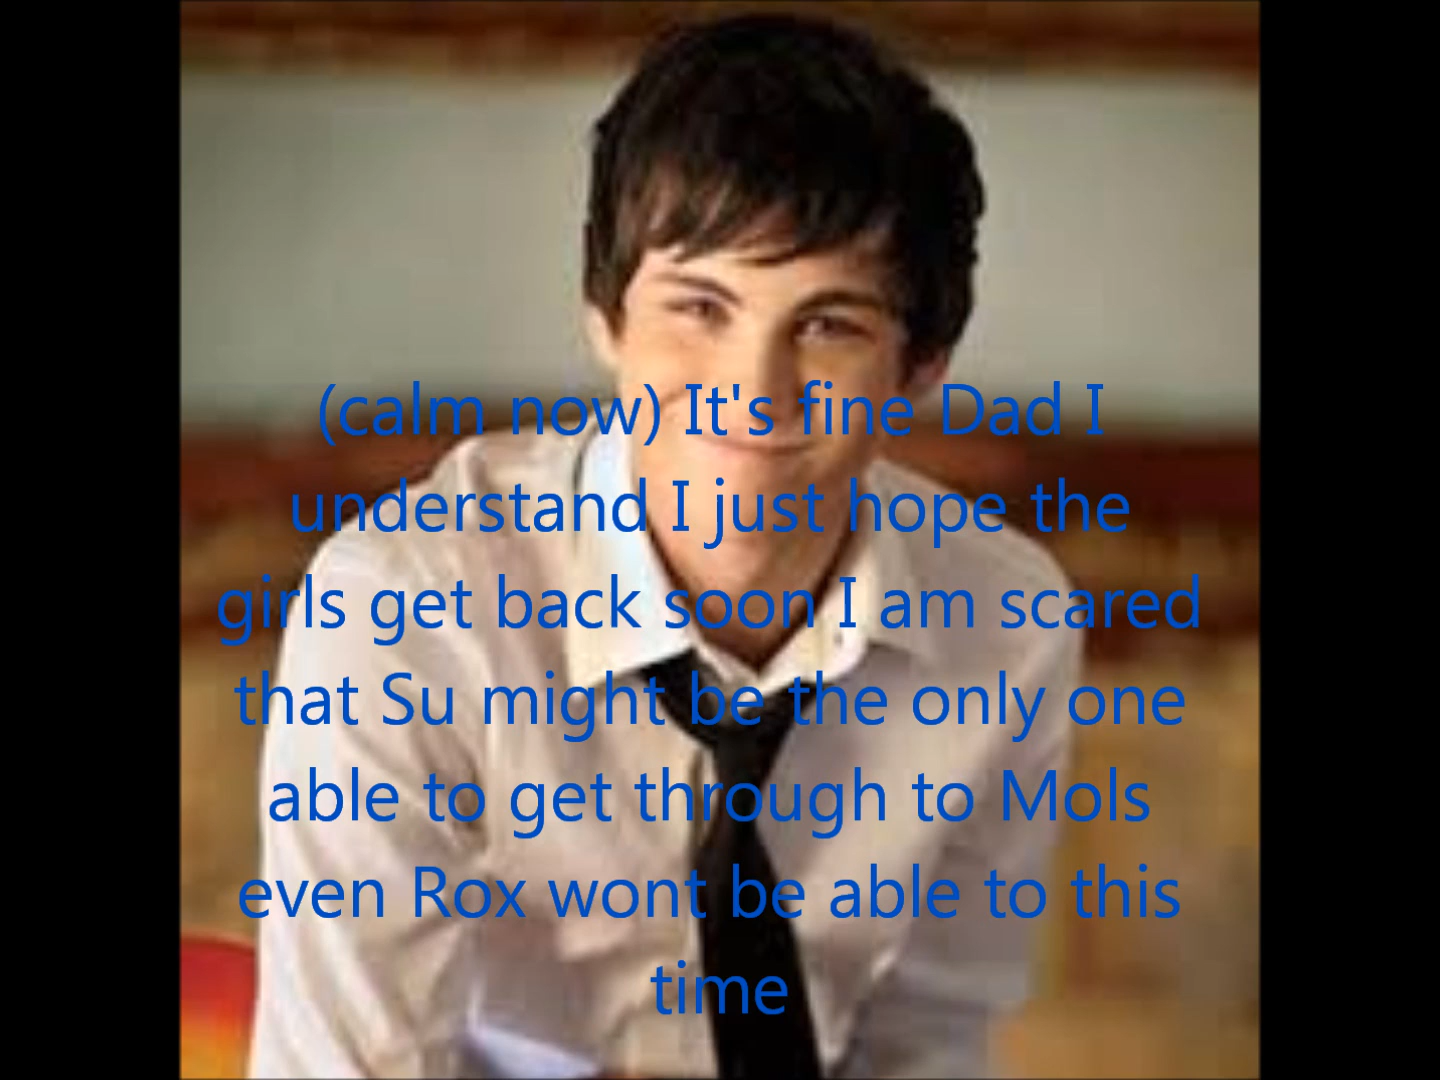 (calm now) It's fine Dad I
understand I just hope the
girls get back soon I am scared
that Su might be the only one
able to get through to Mols
even Rox wont be able to this
time